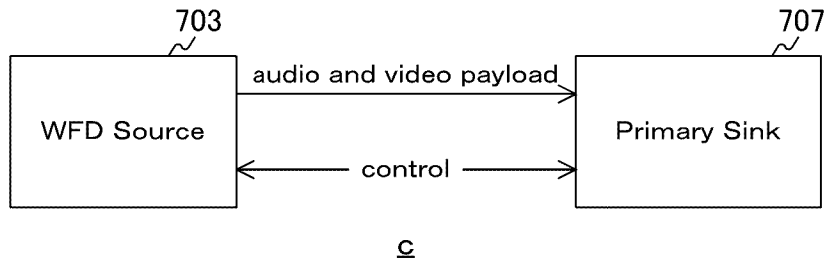 703
707
audio and video payload
WFD Source
Primary Sink
control
c